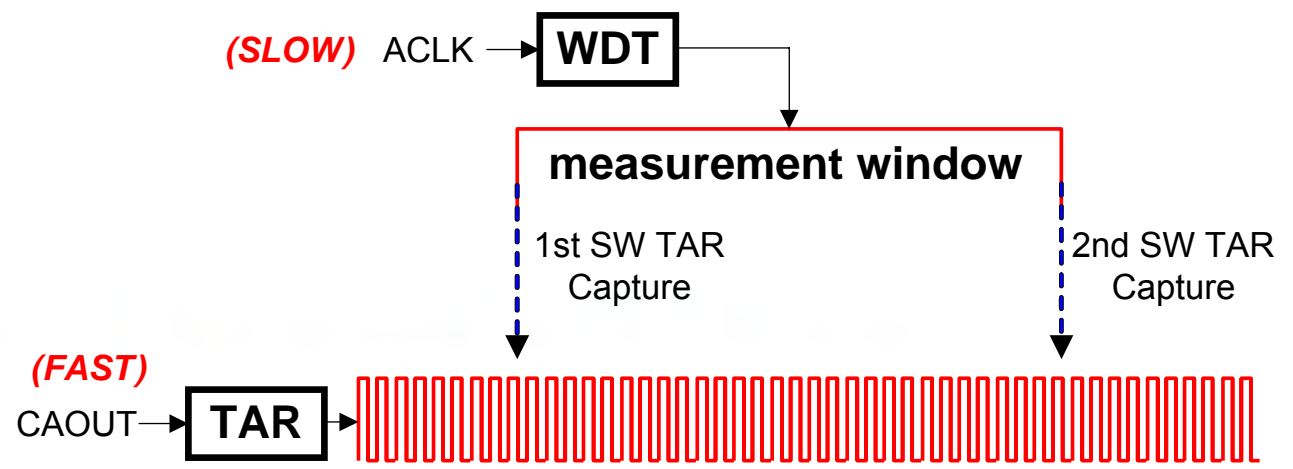 (SLOW) ACLK WDT
measurement window
1st SW TAR
Capture
2nd SW TAR
Capture
(FAST)
CAOUT TAR